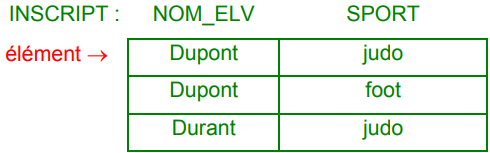 INSCRIPT : NOM_ELV SPORT
élément → Dupont judo
Dupont foot
Durant judo